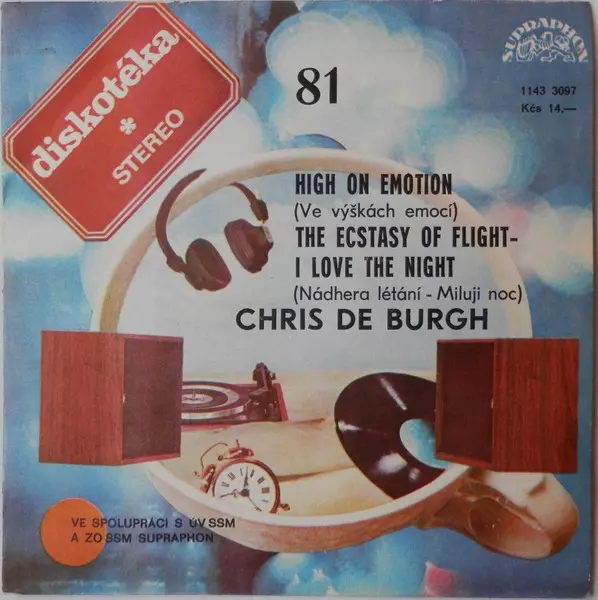 diskotéka
*
STEREO
81
SUPRAPHON
1143 3097
Kčs 14,—
HIGH ON EMOTION
(Ve výškách emocí)
THE ECSTASY OF FLIGHT-
I LOVE THE NIGHT
(Nádhera létání - Miluji noc)
CHRIS DE BURGH
VE SPOLUPRÁCI S ÚV SSM
A ZO SSM SUPRAPHON